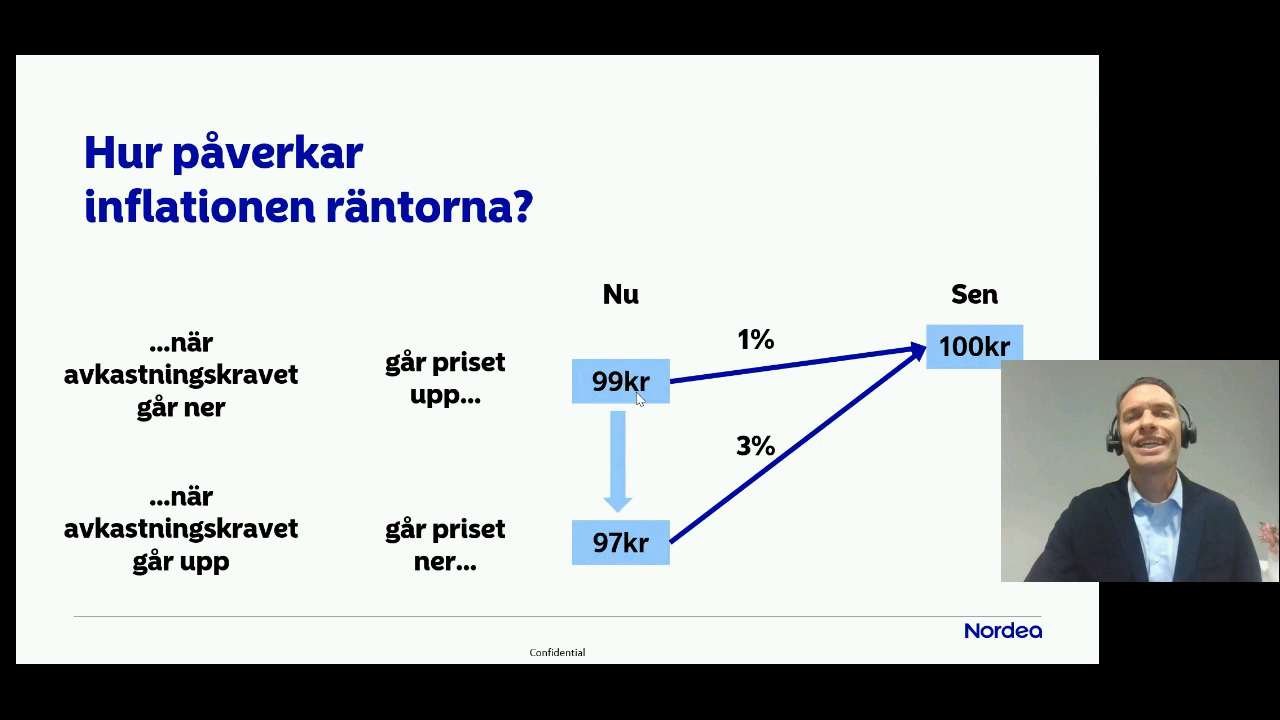 Hur påverkar
inflationen räntorna?
Nu
Sen
...när
avkastningskravet
går ner
går priset
upp...
99kr
1%
100kr
3%
...när
avkastningskravet
går upp
går priset
ner...
97kr
Nordea
Confidential